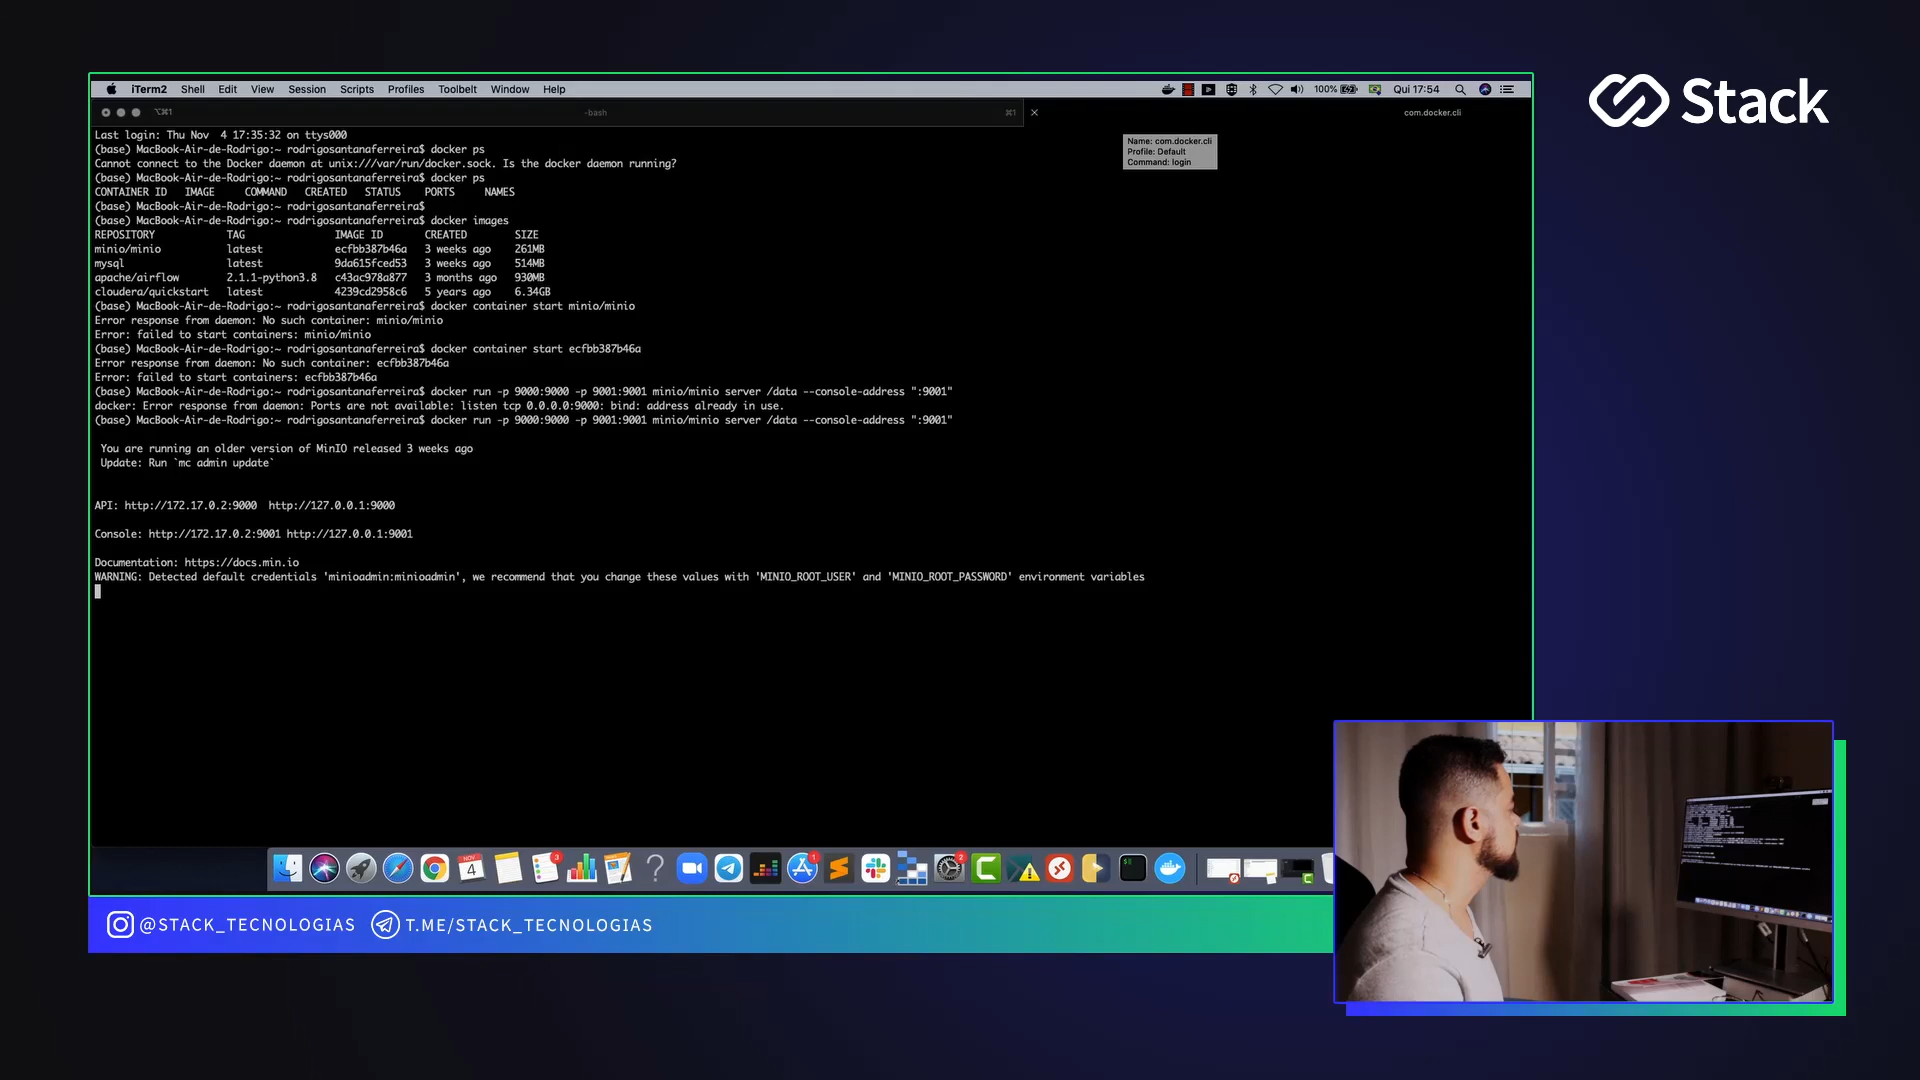 Stack
iTerm2 Shell Edit View Session Scripts Profiles Toolbelt Window Help
100% Qui 17:54
⌥⌘1 -bash ⌘1 com.docker.cli
Name: com.docker.cli
Profile: Default
Command: login
Last login: Thu Nov  4 17:35:32 on ttys000
(base) MacBook-Air-de-Rodrigo:~ rodrigosantanaferreira$ docker ps
Cannot connect to the Docker daemon at unix:///var/run/docker.sock. Is the docker daemon running?
(base) MacBook-Air-de-Rodrigo:~ rodrigosantanaferreira$ docker ps
CONTAINER ID   IMAGE     COMMAND   CREATED   STATUS    PORTS     NAMES
(base) MacBook-Air-de-Rodrigo:~ rodrigosantanaferreira$
(base) MacBook-Air-de-Rodrigo:~ rodrigosantanaferreira$ docker images
REPOSITORY            TAG               IMAGE ID       CREATED        SIZE
minio/minio           latest            ecfbb387b46a   3 weeks ago    261MB
mysql                 latest            9da615fced53   3 weeks ago    514MB
apache/airflow        2.1.1-python3.8   c43ac978a877   3 months ago   930MB
cloudera/quickstart   latest            4239cd2958c6   5 years ago    6.34GB
(base) MacBook-Air-de-Rodrigo:~ rodrigosantanaferreira$ docker container start minio/minio
Error response from daemon: No such container: minio/minio
Error: failed to start containers: minio/minio
(base) MacBook-Air-de-Rodrigo:~ rodrigosantanaferreira$ docker container start ecfbb387b46a
Error response from daemon: No such container: ecfbb387b46a
Error: failed to start containers: ecfbb387b46a
(base) MacBook-Air-de-Rodrigo:~ rodrigosantanaferreira$ docker run -p 9000:9000 -p 9001:9001 minio/minio server /data --console-address ":9001"
docker: Error response from daemon: Ports are not available: listen tcp 0.0.0.0:9000: bind: address already in use.
(base) MacBook-Air-de-Rodrigo:~ rodrigosantanaferreira$ docker run -p 9000:9000 -p 9001:9001 minio/minio server /data --console-address ":9001"
You are running an older version of MinIO released 3 weeks ago
Update: Run `mc admin update`
API: http://172.17.0.2:9000  http://127.0.0.1:9000
Console: http://172.17.0.2:9001 http://127.0.0.1:9001
Documentation: https://docs.min.io
WARNING: Detected default credentials 'minioadmin:minioadmin', we recommend that you change these values with 'MINIO_ROOT_USER' and 'MINIO_ROOT_PASSWORD' environment variables
NOV
4
3
1
2
@STACK_TECNOLOGIAS T.ME/STACK_TECNOLOGIAS